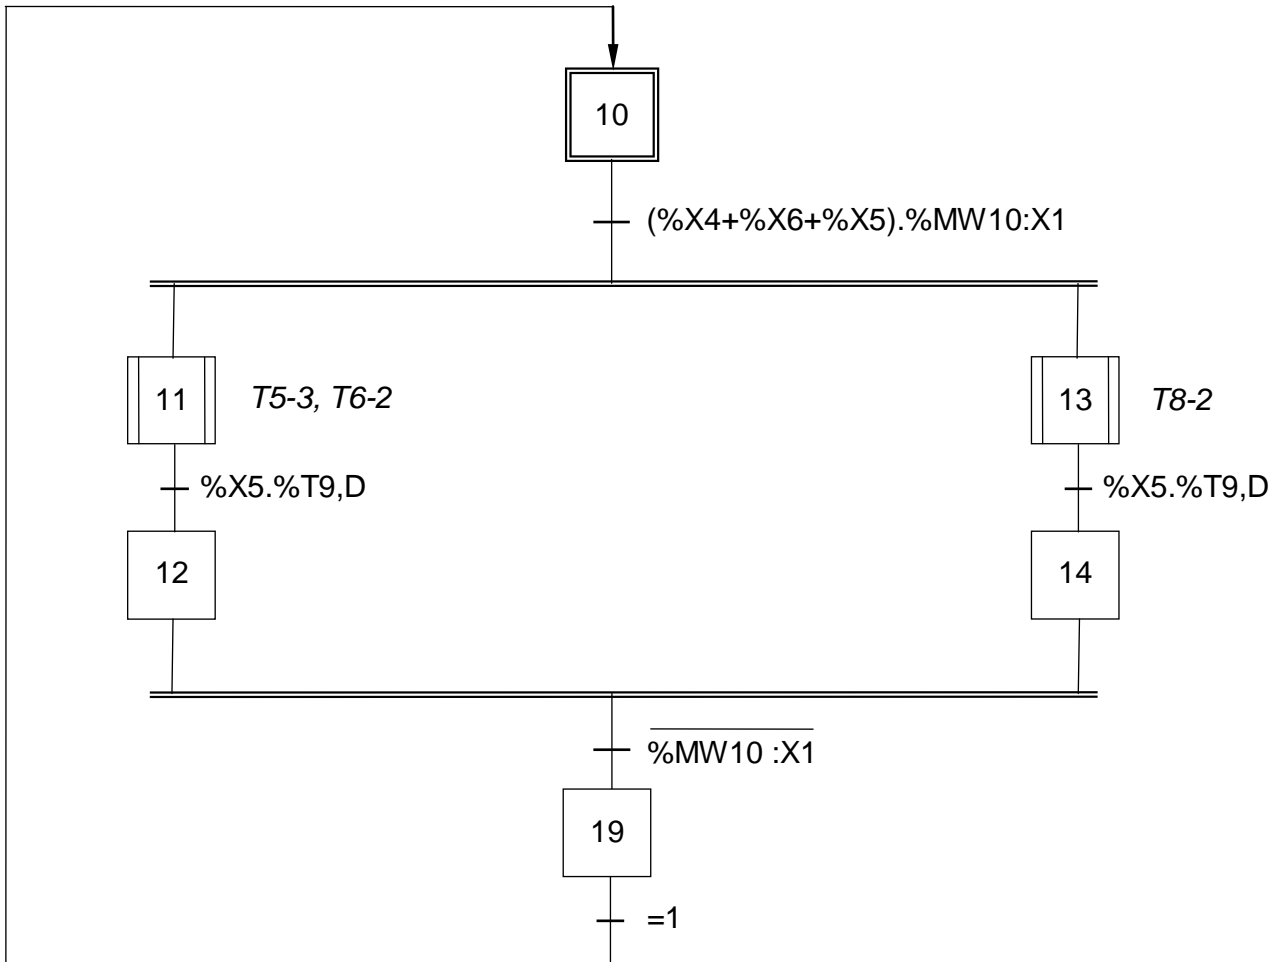 10
(%X4+%X6+%X5).%MW10:X1
11 T5-3, T6-2
13 T8-2
%X5.%T9,D
%X5.%T9,D
12
14
%MW10 :X1
19
=1